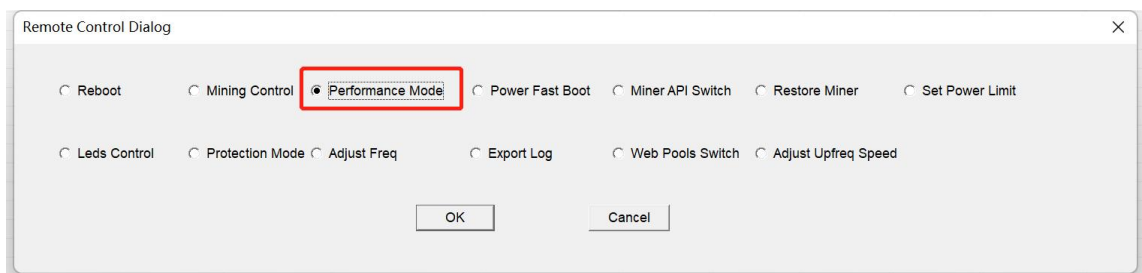 Remote Control Dialog
Reboot Mining Control Performance Mode Power Fast Boot Miner API Switch Restore Miner Set Power Limit
Leds Control Protection Mode Adjust Freq Export Log Web Pools Switch Adjust Upfreq Speed
OK Cancel